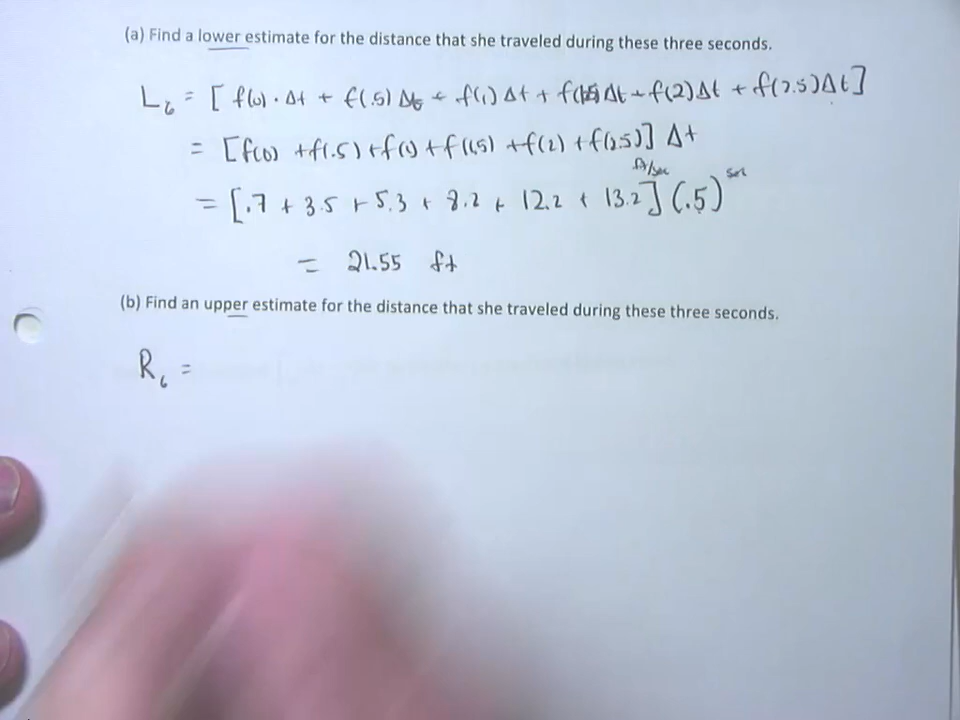 (a) Find a lower estimate for the distance that she traveled during these three seconds.
L₆ = [ f(0) · Δt + f(.5) Δt + f(1) Δt + f(1.5) Δt + f(2) Δt + f(2.5) Δt ]
= [f(0) + f(.5) + f(1) + f(1.5) + f(2) + f(2.5)] Δt
ft/sec sec
= [.7 + 3.5 + 5.3 + 8.2 + 12.2 + 13.2] (.5)
= 21.55 ft
(b) Find an upper estimate for the distance that she traveled during these three seconds.
R₆ =